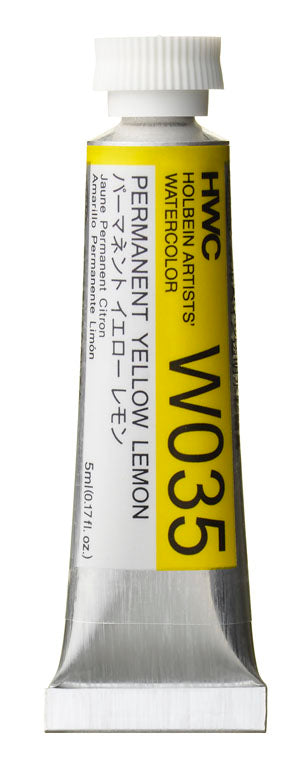 HWC
HOLBEIN ARTISTS'
WATERCOLOR
W035
PERMANENT YELLOW LEMON
パーマネント イエロー レモン
Jaune Permanent Citron
Amarillo Permanente Limón
5ml(0.17fl. oz.)